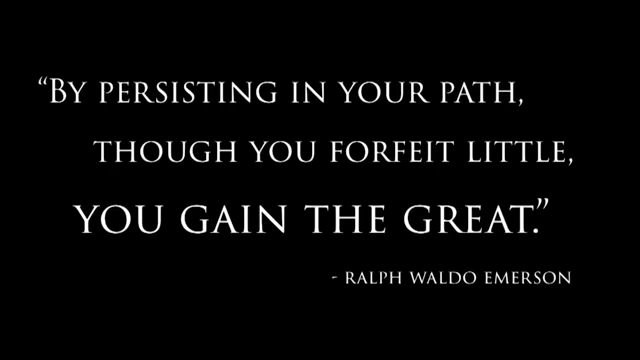 “By persisting in your path,
though you forfeit little,
you gain the great.”
- Ralph Waldo Emerson